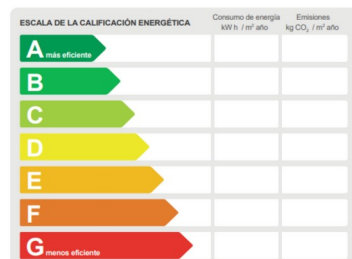 ESCALA DE LA CALIFICACIÓN ENERGÉTICA
Consumo de energía
kW h / m² año
Emisiones
kg CO₂ / m² año
A más eficiente
B
C
D
E
F
G menos eficiente